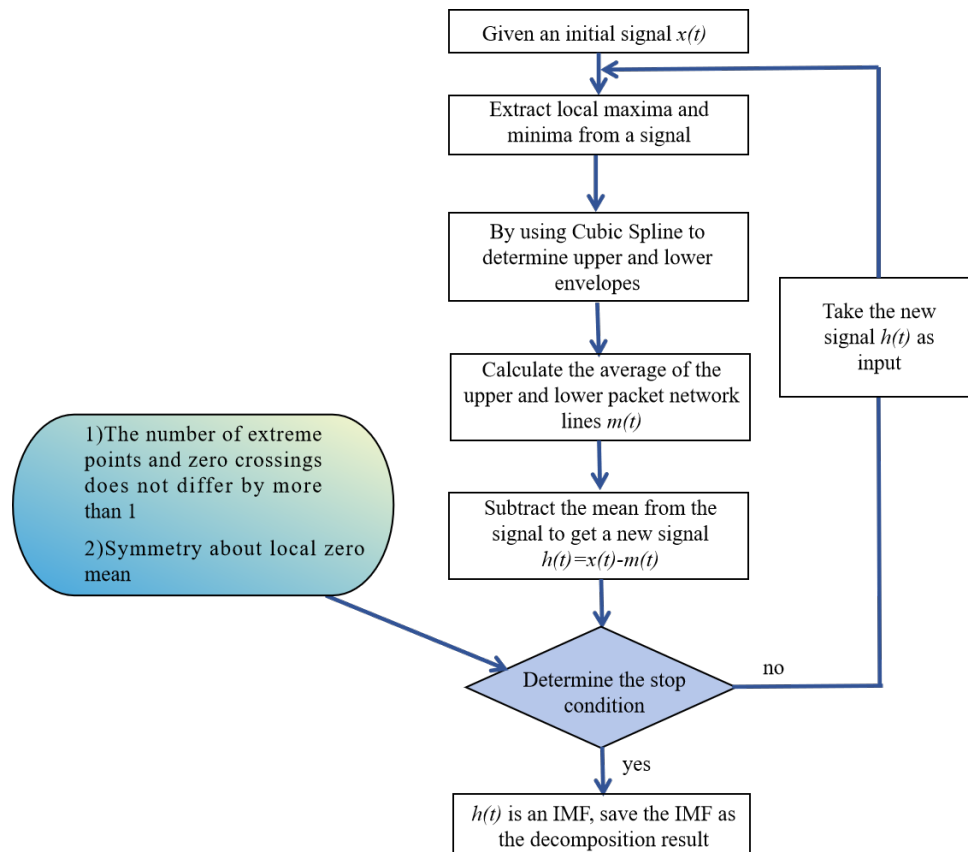 Given an initial signal x(t)
Extract local maxima and
minima from a signal
By using Cubic Spline to
determine upper and lower
envelopes
Take the new
signal h(t) as
input
Calculate the average of the
upper and lower packet network
lines m(t)
1)The number of extreme
points and zero crossings
does not differ by more
than 1
2)Symmetry about local zero
mean
Subtract the mean from the
signal to get a new signal
h(t)=x(t)-m(t)
Determine the stop
condition
no
yes
h(t) is an IMF, save the IMF as
the decomposition result